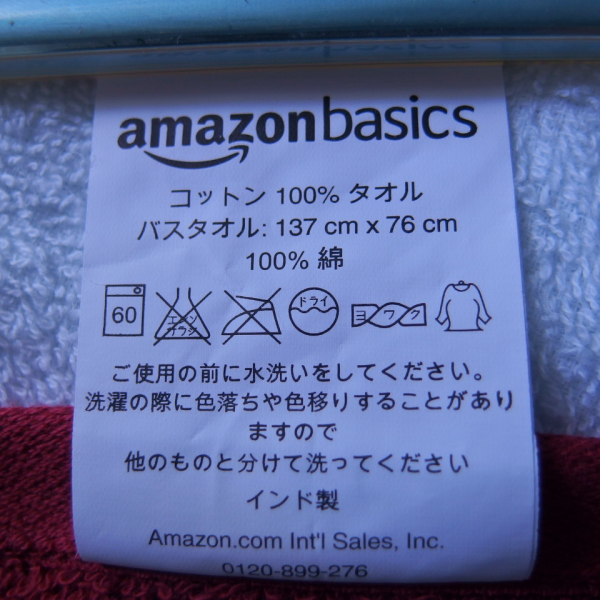 amazonbasics
コットン 100% タオル
バスタオル: 137 cm x 76 cm
100% 綿
60 エンソサラシ ドライ ヨワク
ご使用の前に水洗いをしてください。
洗濯の際に色落ちや色移りすることがあり
ますので
他のものと分けて洗ってください
インド製
Amazon.com Int'l Sales, Inc.
0120-899-276